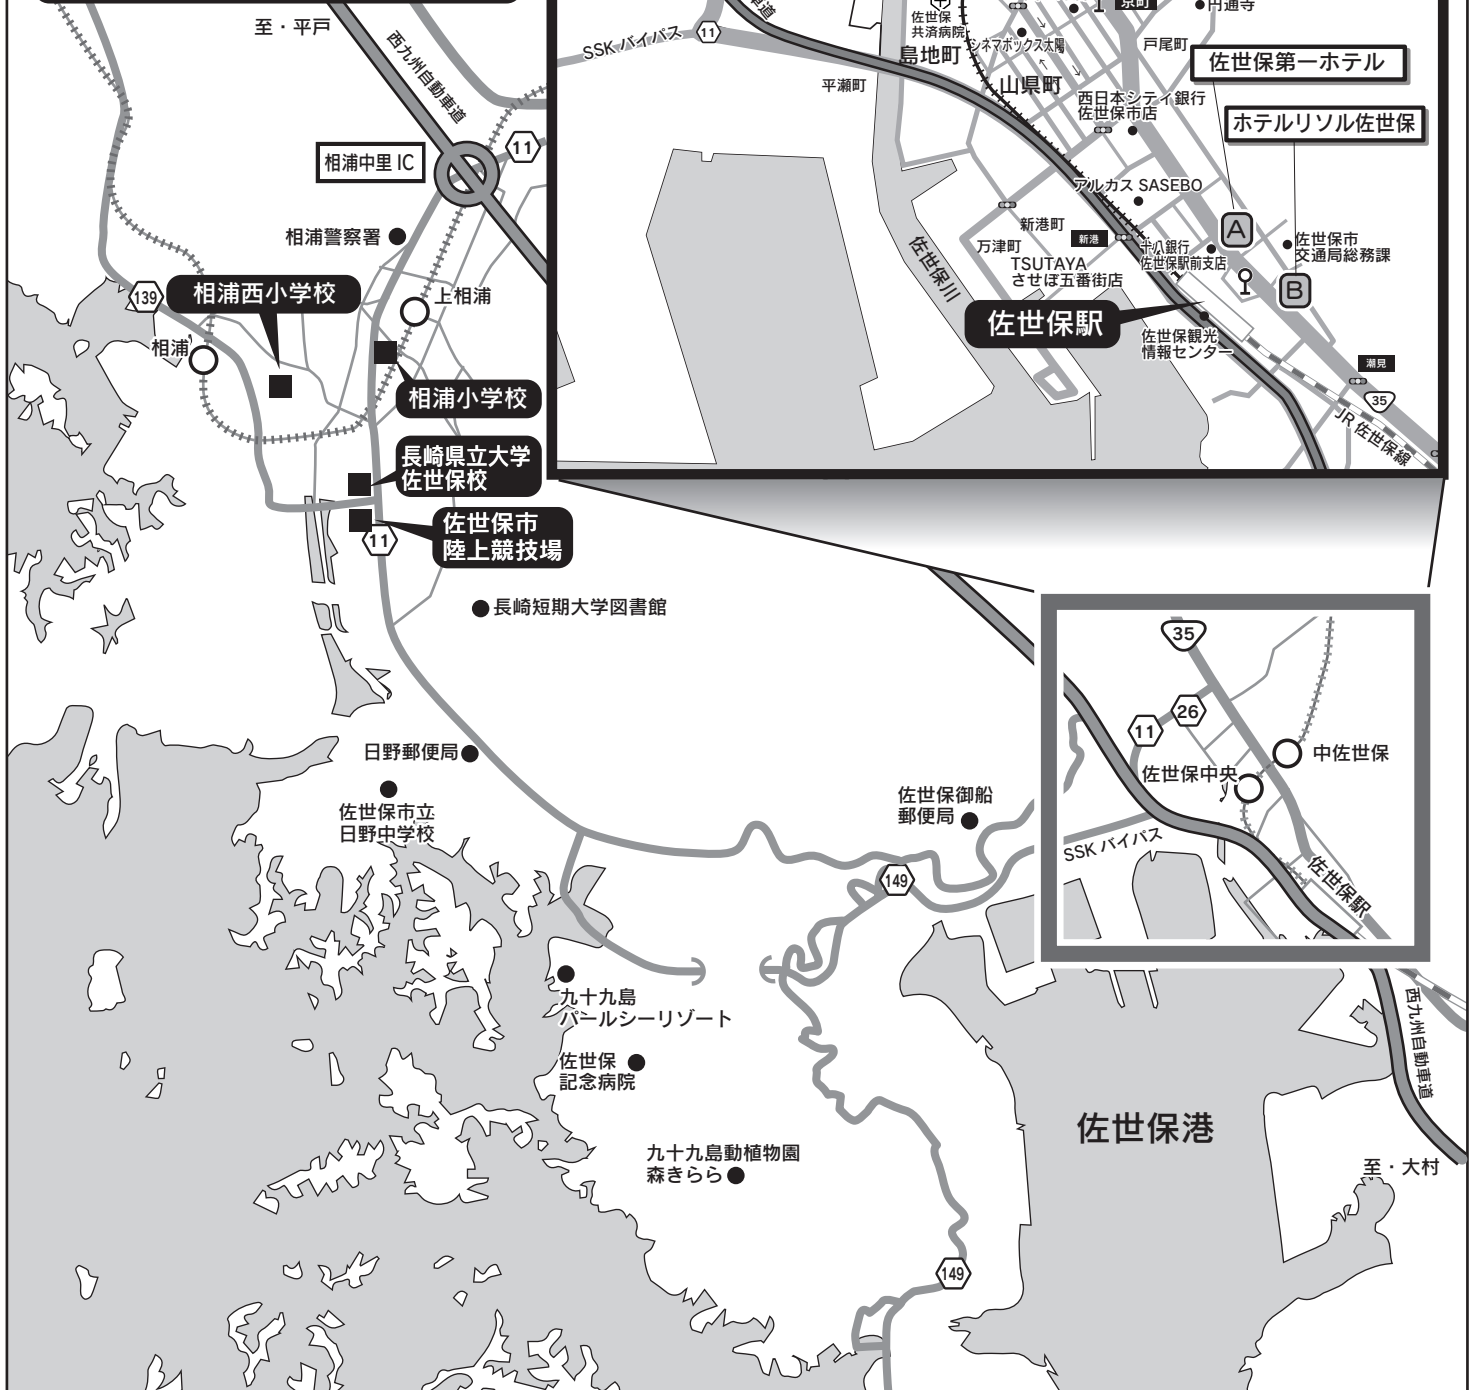 至・平戸
西九州自動車道
相浦中里 IC
11
相浦警察署
139
相浦西小学校
上相浦
相浦
相浦小学校
長崎県立大学
佐世保校
佐世保市
陸上競技場
11
長崎短期大学図書館
日野郵便局
佐世保市立
日野中学校
九十九島
パールシーリゾート
佐世保
記念病院
九十九島動植物園
森きらら
佐世保御船
郵便局
149
149
佐世保港
至・大村
西九州自動車道
SSK バイパス
11
佐世保
共済病院
島地町
シネマボックス太陽
京町
円通寺
戸尾町
佐世保第一ホテル
平瀬町
山県町
西日本シティ銀行
佐世保市店
ホテルリソル佐世保
アルカス SASEBO
新港町
新港
万津町
TSUTAYA
させぼ五番街店
十八銀行
佐世保駅前支店
A
佐世保市
交通局総務課
B
佐世保川
佐世保駅
佐世保観光
情報センター
潮見
35
JR 佐世保線
35
26
11
中佐世保
佐世保中央
SSK バイパス
佐世保駅